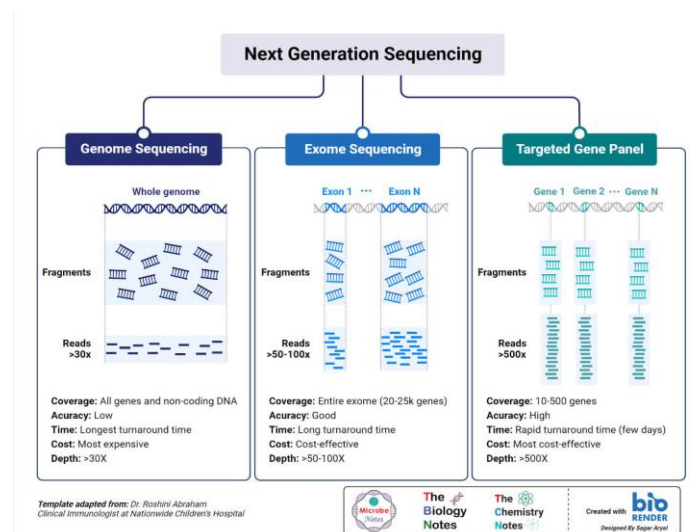 Next Generation Sequencing
Genome Sequencing
Whole genome
Fragments
Reads
>30x
Coverage: All genes and non-coding DNA
Acuracy: Low
Time: Longest turnaround time
Cost: Most expensive
Depth: >30X
Exome Sequencing
Exon 1 ··· Exon N
Fragments
Reads
>50-100x
Coverage: Entire exome (20-25k genes)
Acuracy: Good
Time: Long turnaround time
Cost: Cost-effective
Depth: >50-100X
Targeted Gene Panel
Gene 1 Gene 2 ··· Gene N
Fragments
Reads
>500x
Coverage: 10-500 genes
Acuracy: High
Time: Rapid turnaround time (few days)
Cost: Most cost-effective
Depth: >500X
Template adapted from: Dr. Roshini Abraham
Clinical Immunologist at Nationwide Children's Hospital
Microbe
Notes
The
Biology
Notes
The
Chemistry
Notes
Created with
bio
RENDER
Designed By Sagar Aryal